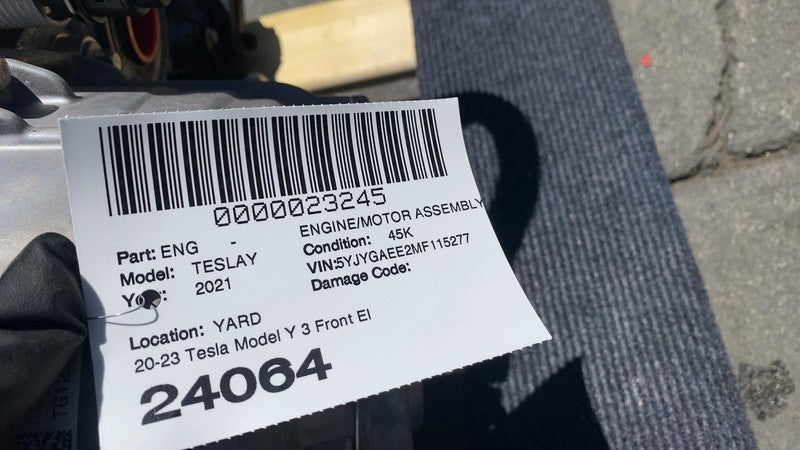 0000023245
Part: ENG - ENGINE/MOTOR ASSEMBLY
Model: TESLAY Condition: 45K
2021 VIN:5YJYGAEE2MF115277
Damage Code:
Location: YARD
20-23 Tesla Model Y 3 Front El
24064